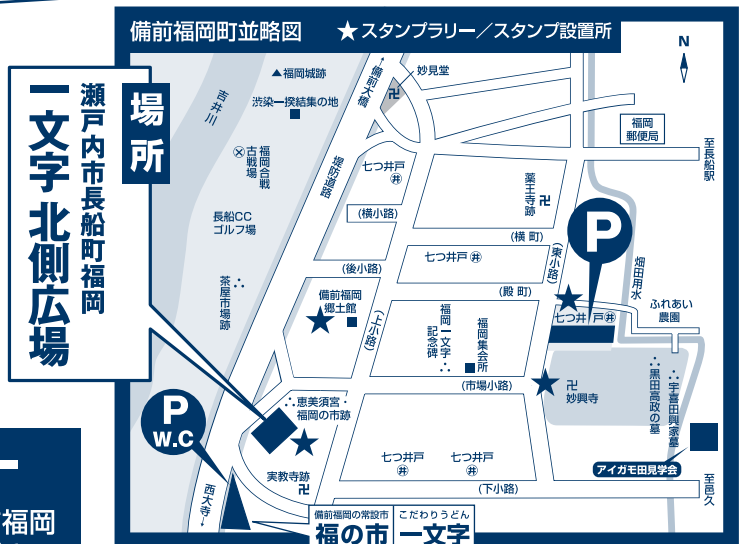 備前福岡町並略図
★スタンプラリー／スタンプ設置所
場所
瀬戸内市長船町福岡
一文字 北側広場
▲福岡城跡
渋染一揆結集の地
吉井川
福岡合戦
古戦場
長船CC
ゴルフ場
茶屋市場跡
↑備前大橋
堤防道路
妙見堂
N
福岡
郵便局
至長船駅
七つ井戸
井
薬王寺跡
(横小路)
(横町)
(東小路)
P
畑田用水
(後小路)
七つ井戸 井
(殿町)
備前福岡
郷土館
(上小路)
福岡一文字
記念碑
福岡集会所
七つ井戸 井
ふれあい
農園
(市場小路)
妙興寺
黒田高政の墓
宇喜田興家墓
アイガモ田見学会
至邑久
P
W.C
恵美須宮・
福岡の市跡
実教寺跡
七つ井戸
井
七つ井戸
井
(下小路)
西大寺↓
備前福岡の常設市
福の市
こだわりうどん
一文字
福岡